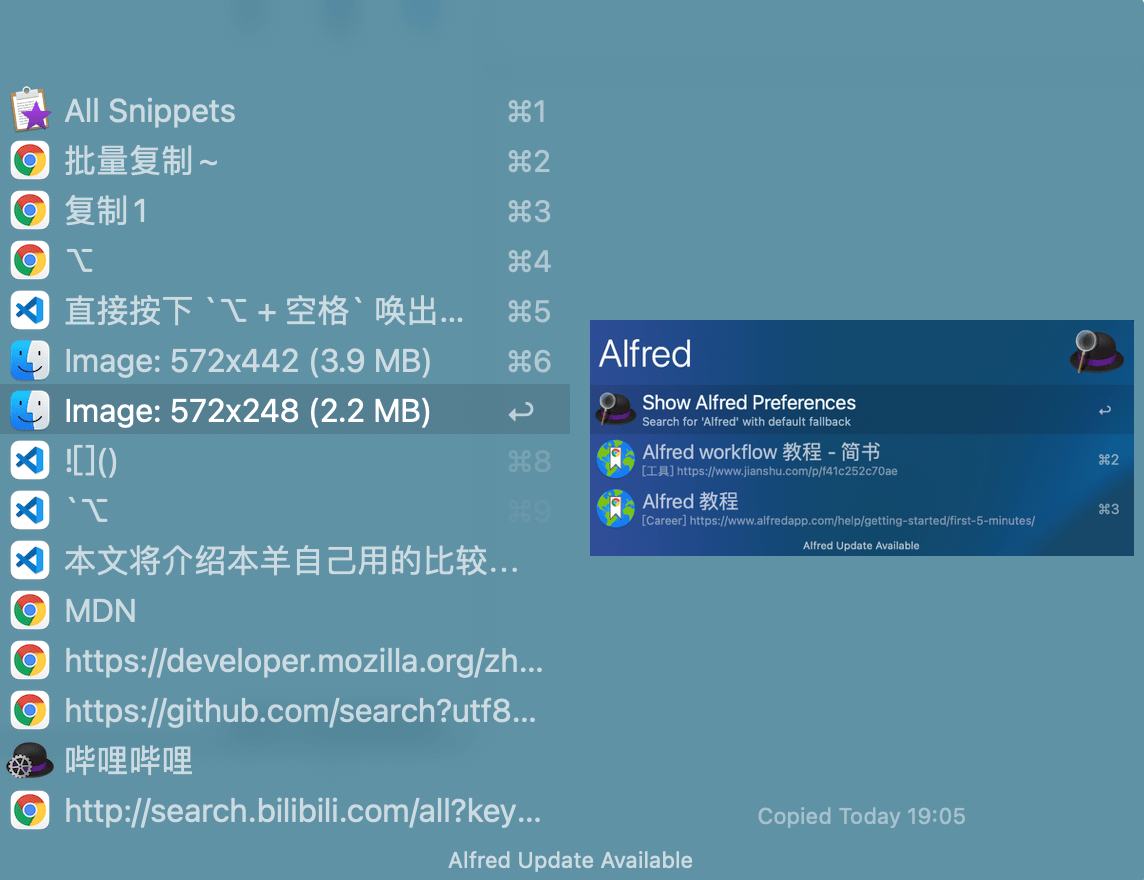 All Snippets ⌘1
批量复制~ ⌘2
复制1 ⌘3
⌥ ⌘4
直接按下 `⌥ + 空格` 唤出... ⌘5
Image: 572x442 (3.9 MB) ⌘6
Image: 572x248 (2.2 MB) ↩
![]() ⌘8
`⌥ ⌘9
本文将介绍本羊自己用的比较...
MDN
https://developer.mozilla.org/zh...
https://github.com/search?utf8...
哔哩哔哩
http://search.bilibili.com/all?key...
Alfred
Show Alfred Preferences ↩
Search for 'Alfred' with default fallback
Alfred workflow 教程 - 简书 ⌘2
[工具] https://www.jianshu.com/p/f41c252c70ae
Alfred 教程 ⌘3
[Career] https://www.alfredapp.com/help/getting-started/first-5-minutes/
Alfred Update Available
Copied Today 19:05
Alfred Update Available